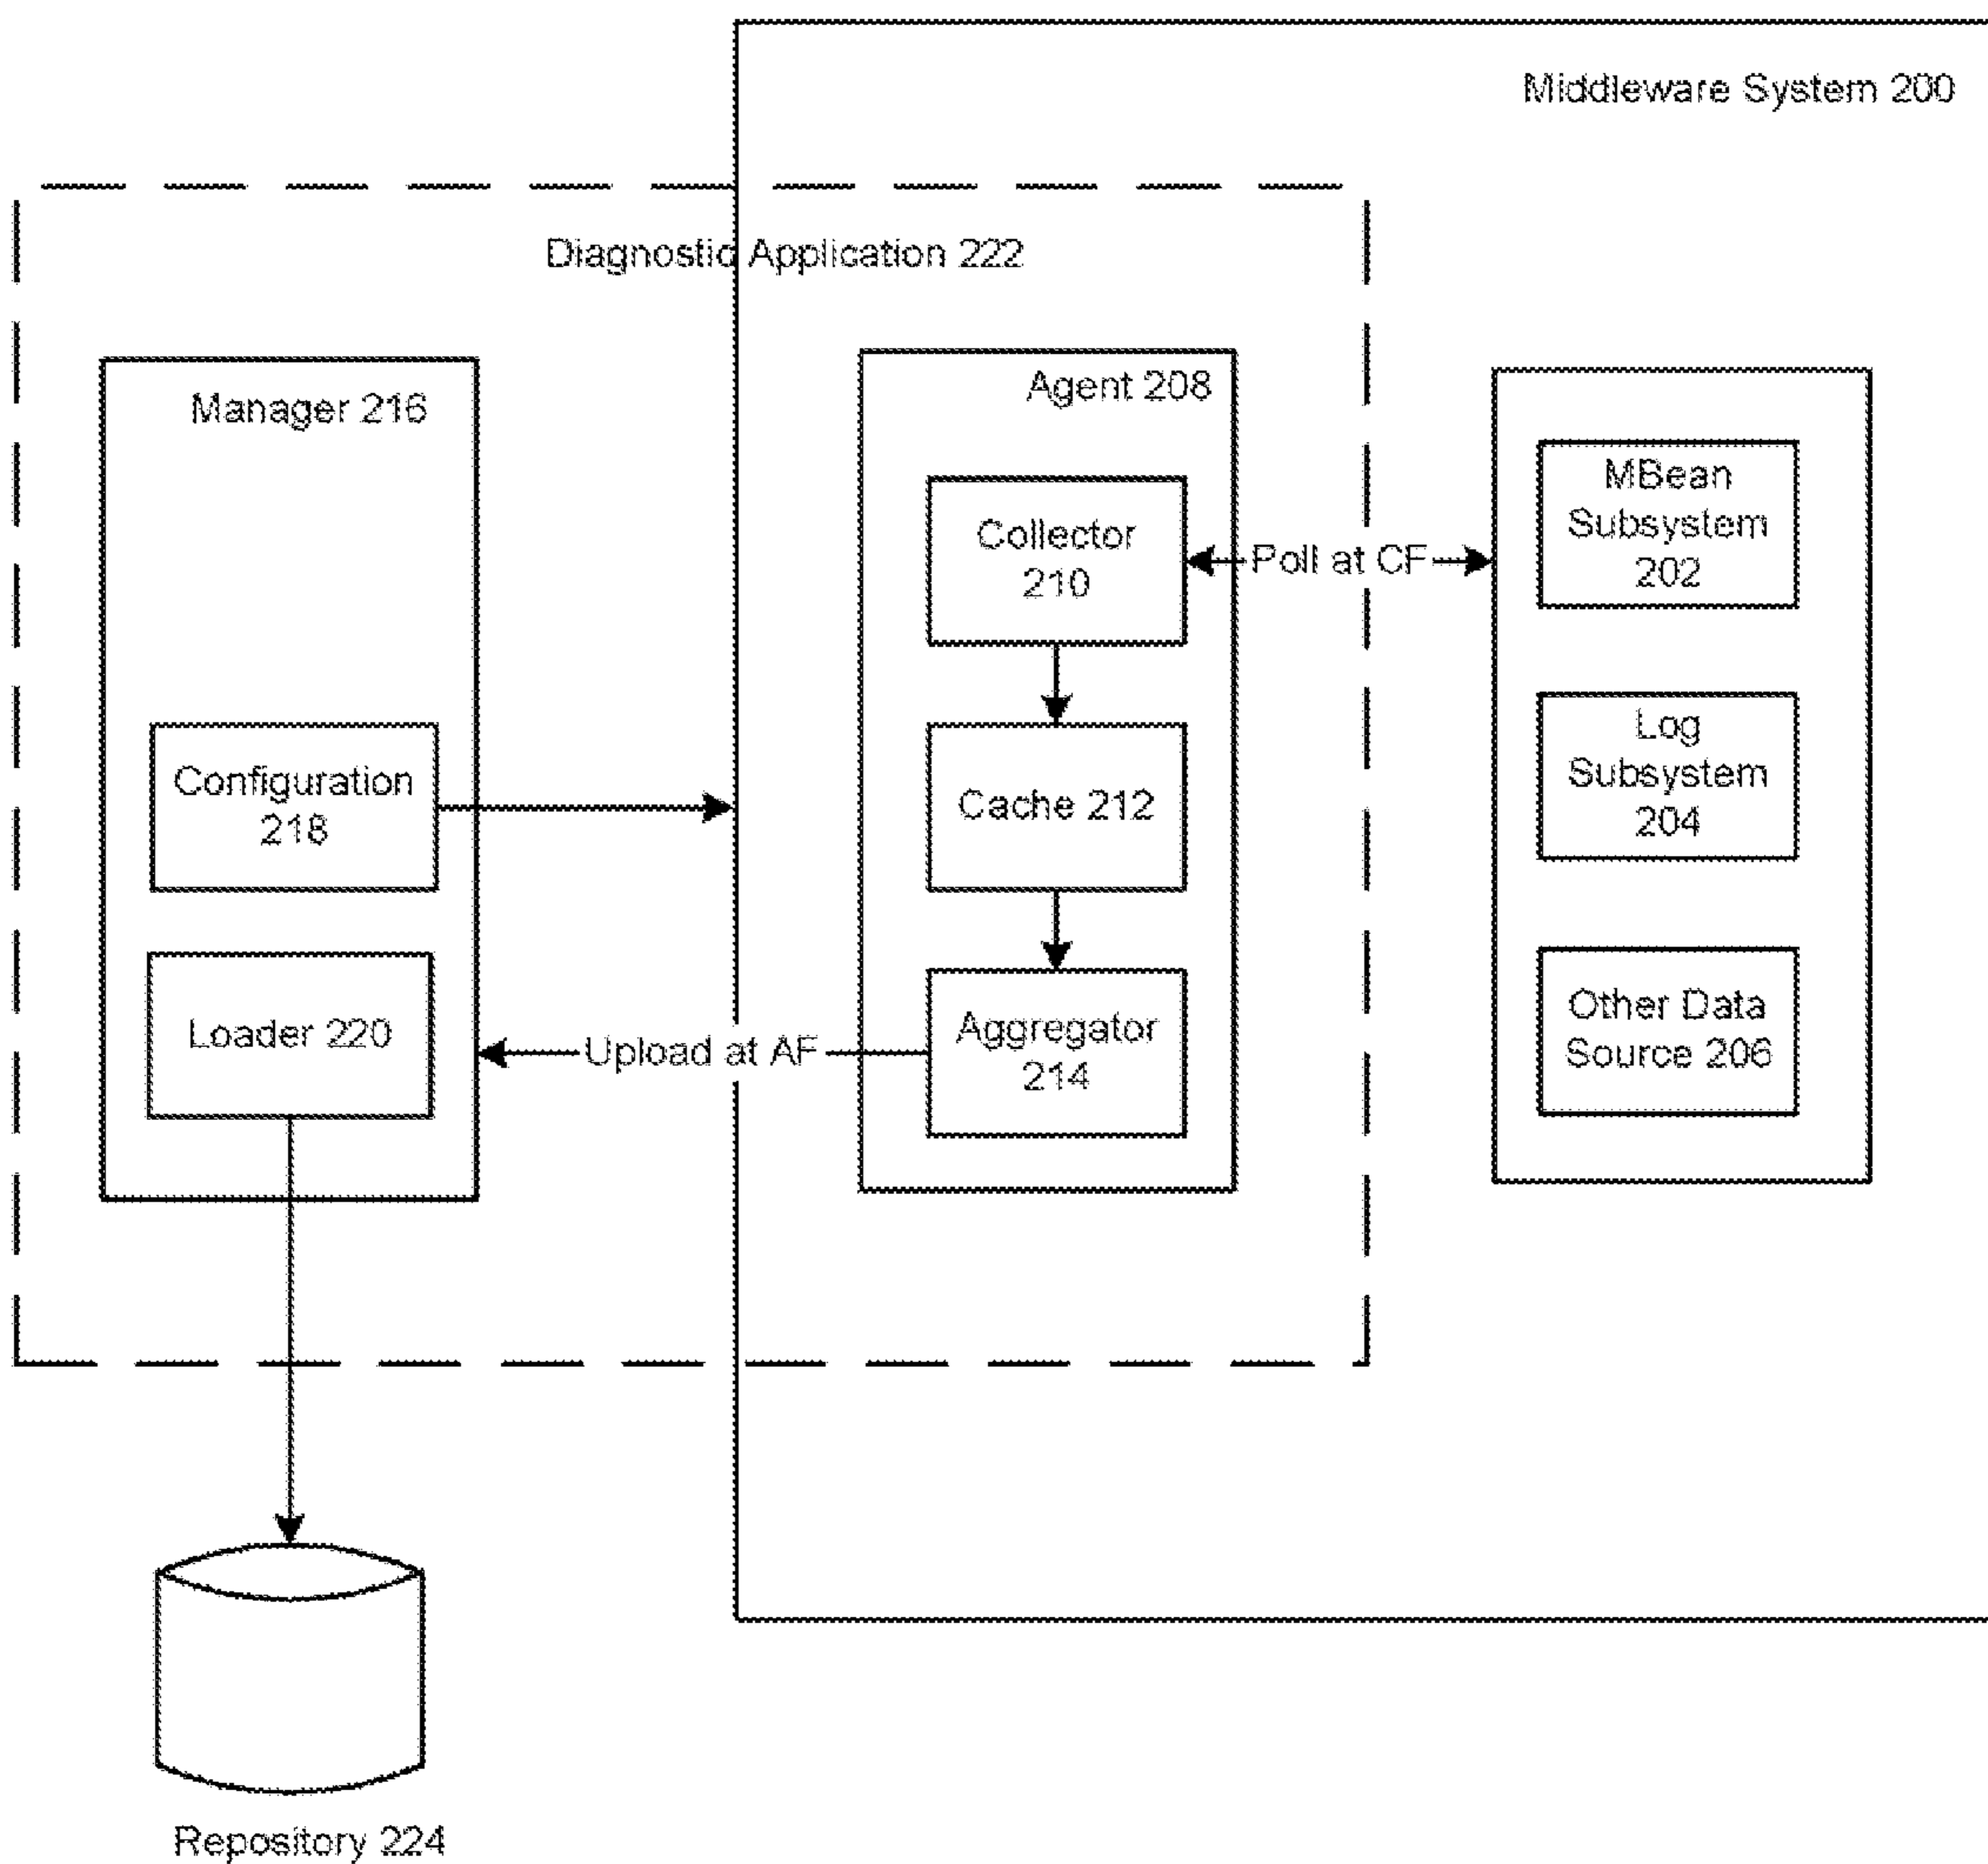 Middleware System 200
Diagnostic Application 222
Manager 216
Configuration
218
Loader 220
Agent 208
Collector
210
Cache 212
Aggregator
214
Poll at CF
Upload at AF
MBean
Subsystem
202
Log
Subsystem
204
Other Data
Source 206
Repository 224